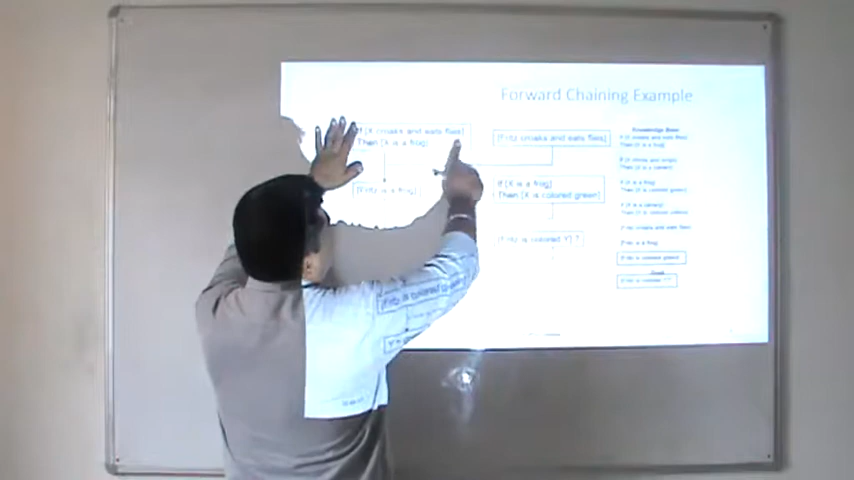 Forward Chaining Example
If [X croaks and eats flies]
Then [X is a frog]
[Fritz is a frog]
[Fritz croaks and eats flies]
If [X is a frog]
Then [X is colored green]
[Fritz is colored Y] ?
[Fritz is colored
Knowledge Base
If [X croaks and eats flies]
Then [X is a frog]
If [X chirps and sings]
Then [X is a canary]
If [X is a frog]
Then [X is colored green]
If [X is a canary]
Then [X is colored yellow]
[Fritz croaks and eats flies]
[Fritz is a frog]
[Fritz is colored green]
Goal